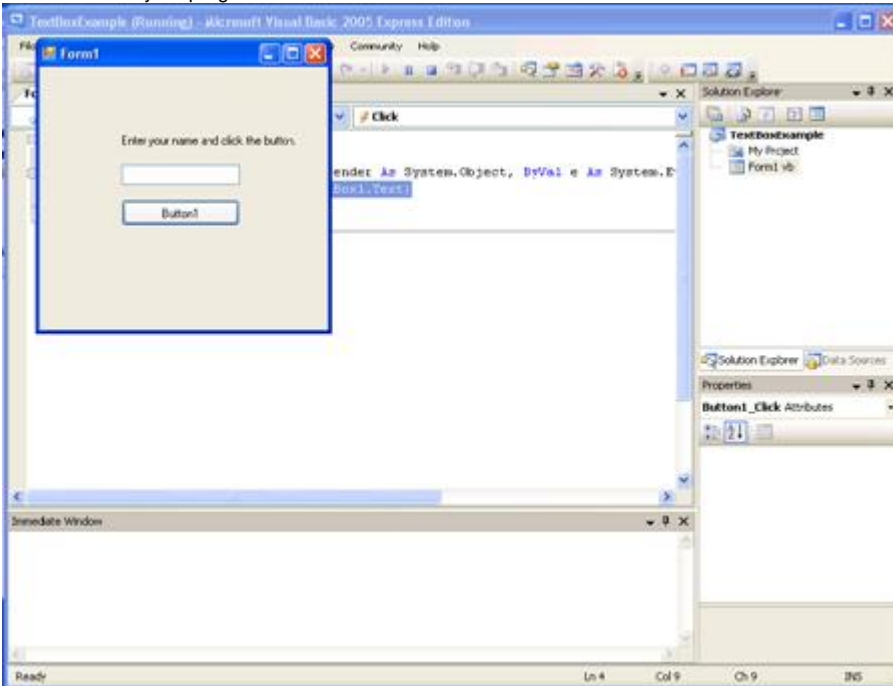 TextBoxExample (Running) - Microsoft Visual Basic 2005 Express Edition
Community Help
Form1
Click
Solution Explorer
Enter your name and click the button.
Button1
ender As System.Object, ByVal e As System.E
Box1.Text)
TextBoxExample
My Project
Form1.vb
Solution Explorer Data Sources
Properties
Button1_Click Attributes
Immediate Window
Ready Ln 4 Col 9 Ch 9 INS